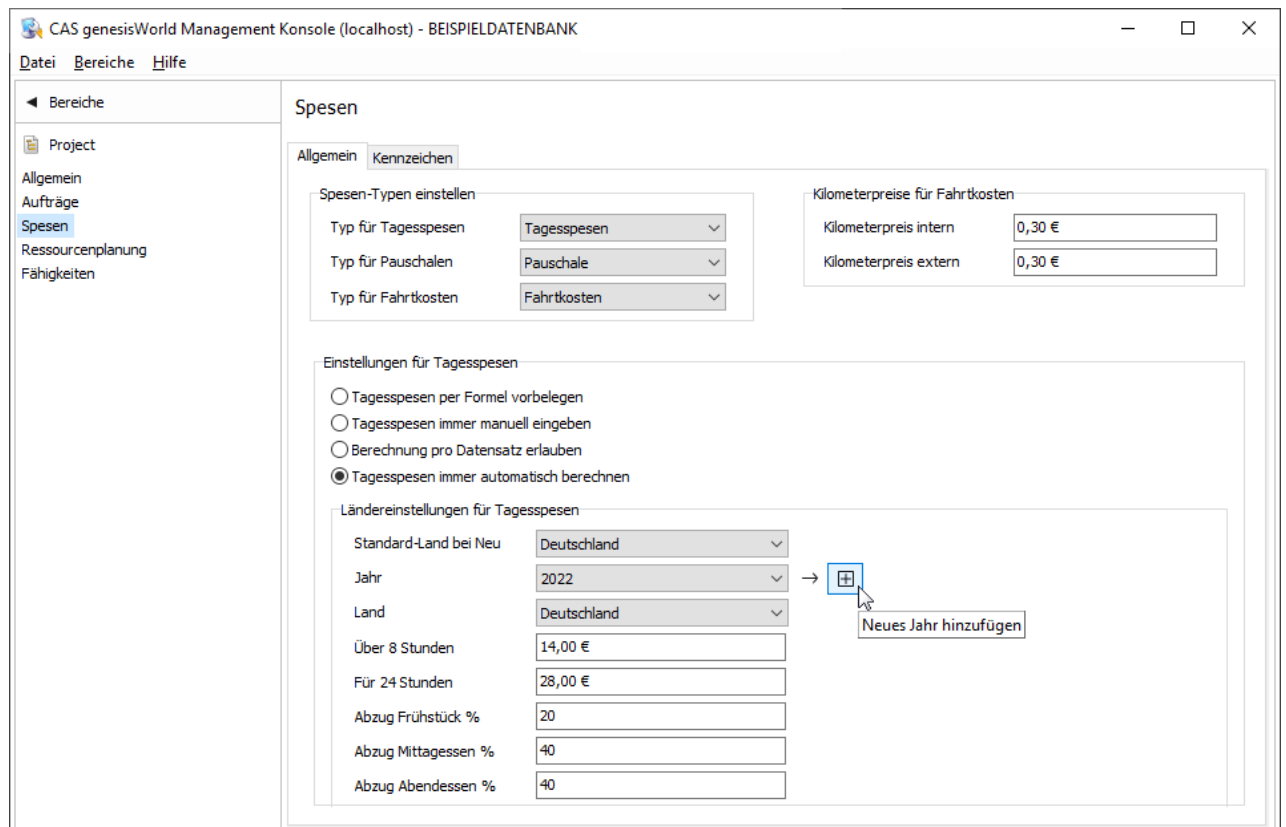 CAS genesisWorld Management Konsole (localhost) - BEISPIELDATENBANK
Datei Bereiche Hilfe
Bereiche
Project
Allgemein
Aufträge
Spesen
Ressourcenplanung
Fähigkeiten
Spesen
Allgemein Kennzeichen
Spesen-Typen einstellen
Typ für Tagesspesen Tagesspesen
Typ für Pauschalen Pauschale
Typ für Fahrtkosten Fahrtkosten
Kilometerpreise für Fahrtkosten
Kilometerpreis intern 0,30 €
Kilometerpreis extern 0,30 €
Einstellungen für Tagesspesen
Tagesspesen per Formel vorbelegen
Tagesspesen immer manuell eingeben
Berechnung pro Datensatz erlauben
Tagesspesen immer automatisch berechnen
Ländereinstellungen für Tagesspesen
Standard-Land bei Neu Deutschland
Jahr 2022
Land Deutschland
Neues Jahr hinzufügen
Über 8 Stunden 14,00 €
Für 24 Stunden 28,00 €
Abzug Frühstück % 20
Abzug Mittagessen % 40
Abzug Abendessen % 40